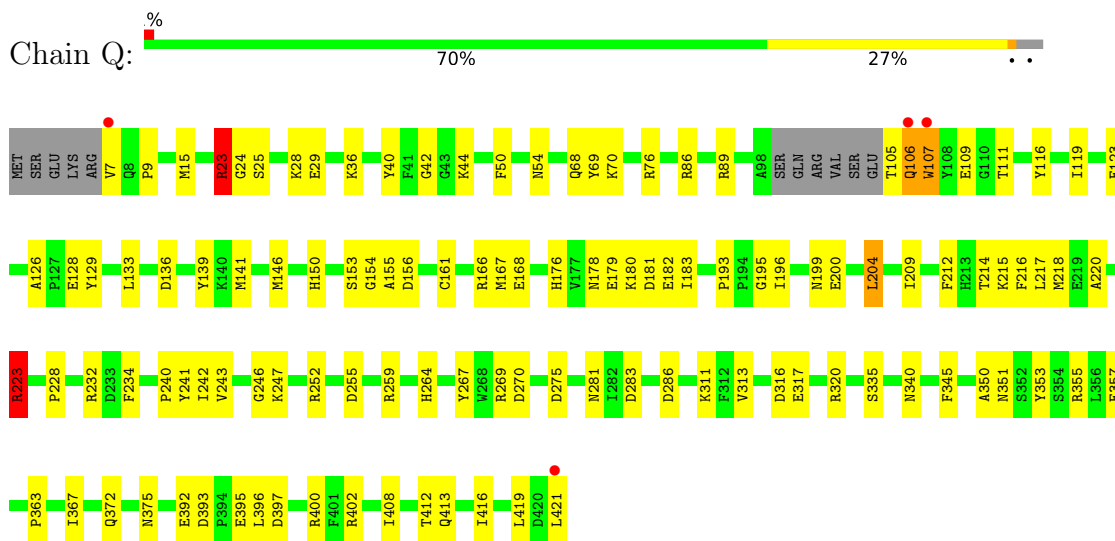 .%
Chain Q:
70% 27% . .
MET SER GLU LYS ARG V7 Q8 P9 M15 R23 G24 S25 K28 E29 K36 Y40 F41 G42 G43 K44 F50 N54 Q68 Y69 K70 R76 R86 R89 A98 SER GLN ARG VAL SER GLU T105 Q106 W107 Y108 E109 G110 T111 Y116 I119 E123
A126 P127 E128 Y129 L133 D136 Y139 K140 M141 M146 H150 S153 G154 A155 D156 C161 R166 M167 E168 H176 V177 N178 E179 K180 D181 E182 I183 P193 P194 G195 I196 N199 E200 L204 I209 F212 H213 T214 K215 F216 L217 M218 E219 A220
R223 P228 R232 D233 F234 P240 Y241 I242 V243 G246 K247 R252 D255 R259 H264 Y267 W268 R269 D270 D275 N281 I282 D283 D286 K311 F312 V313 D316 E317 R320 S335 N340 F345 A350 N351 S352 Y353 S354 R355 L356 E357
P363 I367 Q372 N375 E392 D393 P394 E395 L396 D397 R400 F401 R402 I408 T412 Q413 I416 L419 D420 L421